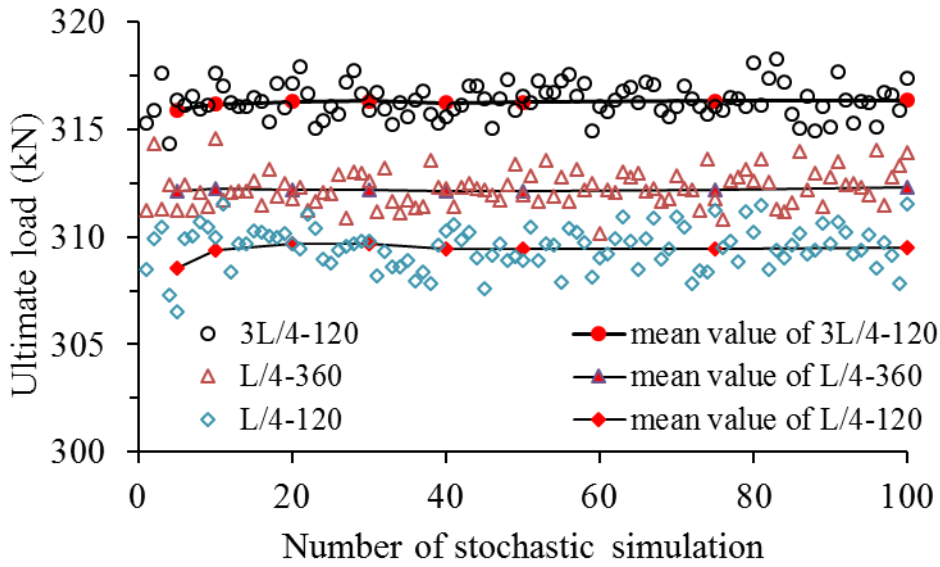 320
315
310
305
300
Ultimate load (kN)
3L/4-120
mean value of 3L/4-120
L/4-360
mean value of L/4-360
L/4-120
mean value of L/4-120
0
20
40
60
80
100
Number of stochastic simulation